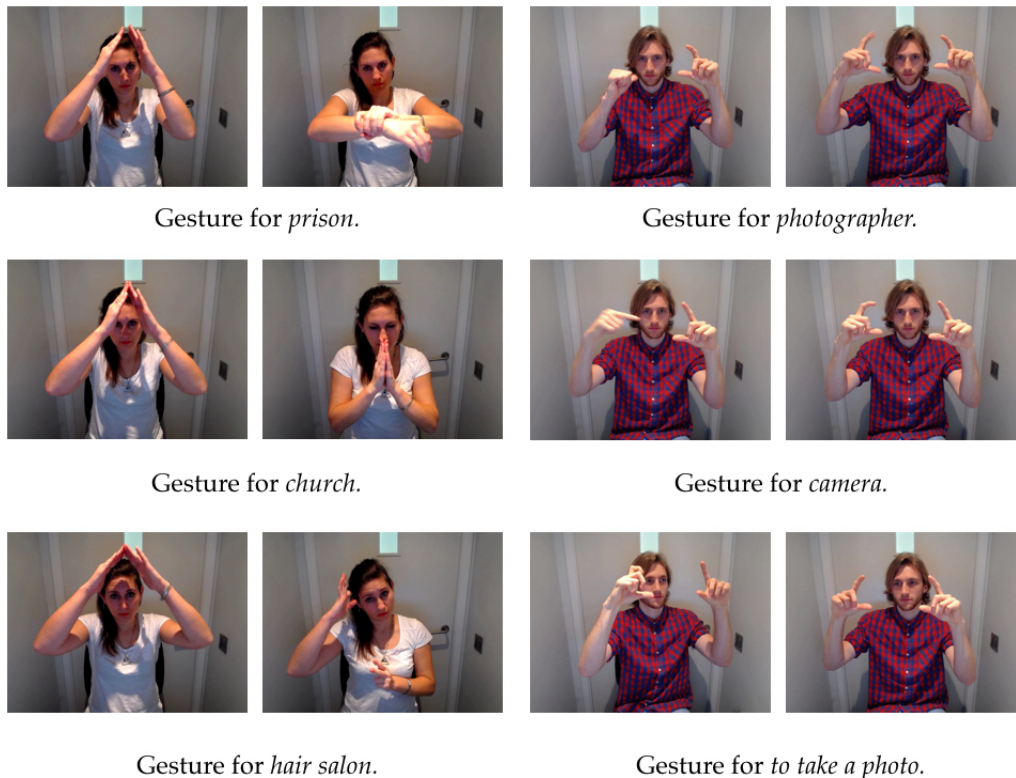 Gesture for prison.
Gesture for photographer.
Gesture for church.
Gesture for camera.
Gesture for hair salon.
Gesture for to take a photo.